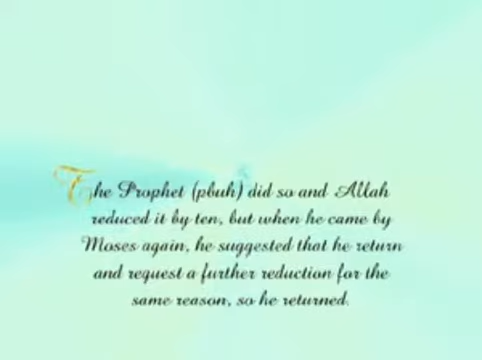 The Prophet (pbuh) did so and Allah
reduced it by ten, but when he came by
Moses again, he suggested that he return
and request a further reduction for the
same reason, so he returned.